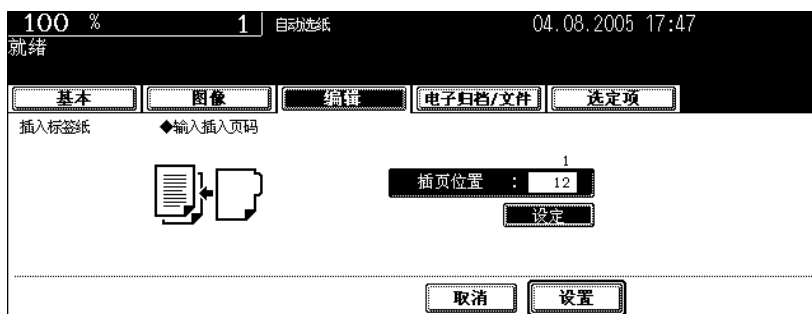 100 % 1 自动选纸 04.08.2005 17:47
就绪
基本 图像 编辑 电子归档/文件 选定项
插入标签纸 ◆输入插入页码
1
插页位置 : 12
设定
取消 设置